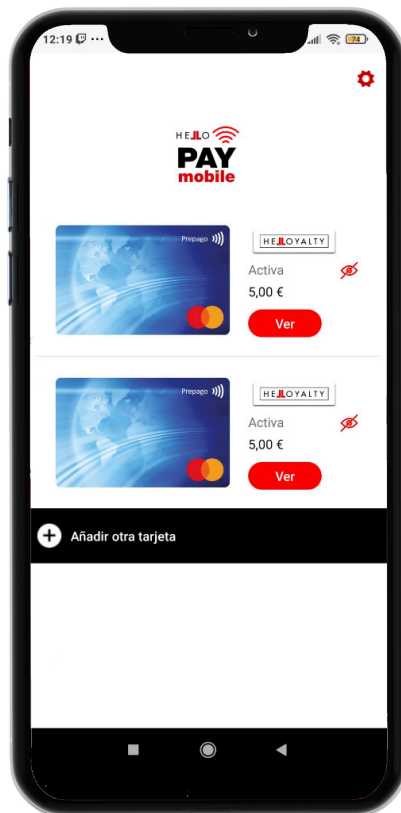 12:19 ...
74
HELLO
PAY
mobile
Prepago
HELLOYALTY
Activa
5,00 €
Ver
Prepago
HELLOYALTY
Activa
5,00 €
Ver
Añadir otra tarjeta